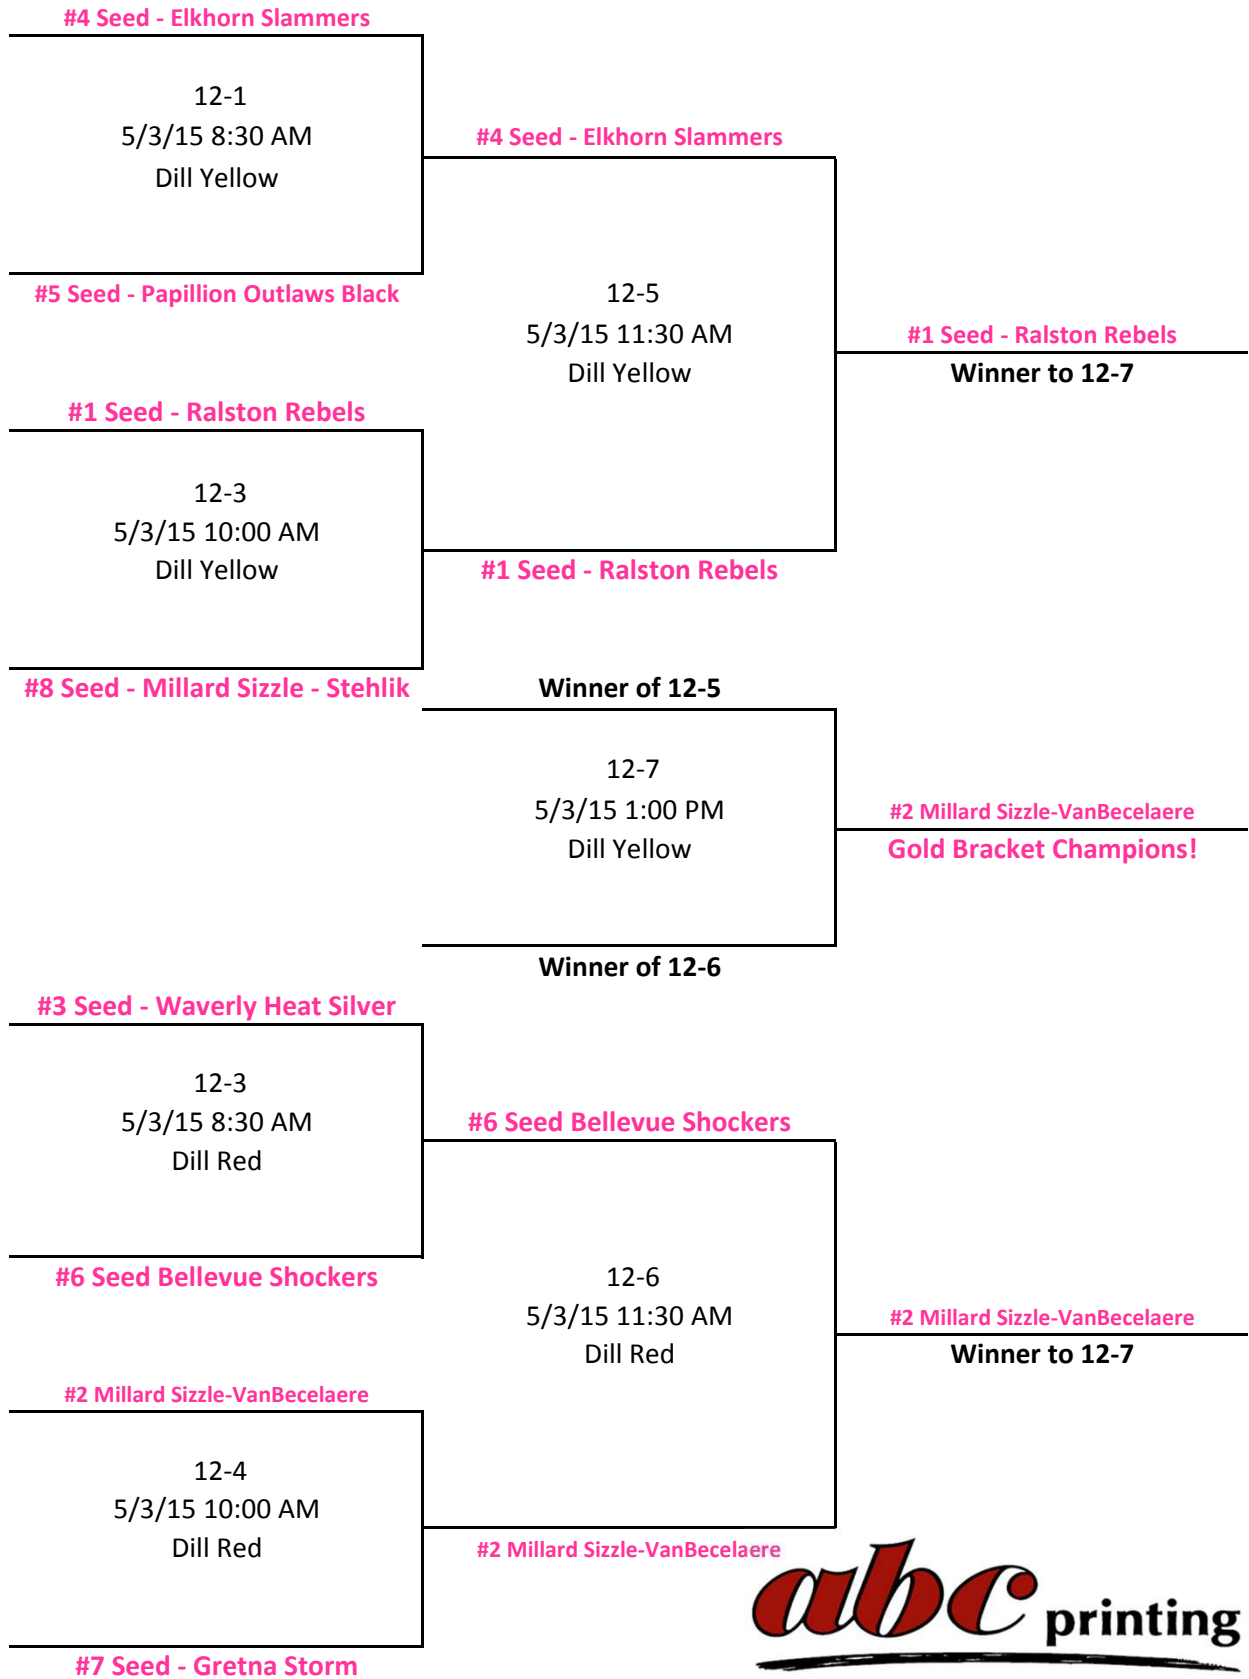 #4 Seed - Elkhorn Slammers
12-1
5/3/15 8:30 AM
Dill Yellow
#5 Seed - Papillion Outlaws Black
#4 Seed - Elkhorn Slammers
12-5
5/3/15 11:30 AM
Dill Yellow
#1 Seed - Ralston Rebels
Winner to 12-7
#1 Seed - Ralston Rebels
12-3
5/3/15 10:00 AM
Dill Yellow
#8 Seed - Millard Sizzle - Stehlik
#1 Seed - Ralston Rebels
Winner of 12-5
12-7
5/3/15 1:00 PM
Dill Yellow
Winner of 12-6
#2 Millard Sizzle-VanBecelaere
Gold Bracket Champions!
#3 Seed - Waverly Heat Silver
12-3
5/3/15 8:30 AM
Dill Red
#6 Seed Bellevue Shockers
#6 Seed Bellevue Shockers
12-6
5/3/15 11:30 AM
Dill Red
#2 Millard Sizzle-VanBecelaere
Winner to 12-7
#2 Millard Sizzle-VanBecelaere
12-4
5/3/15 10:00 AM
Dill Red
#7 Seed - Gretna Storm
#2 Millard Sizzle-VanBecelaere
abc printing